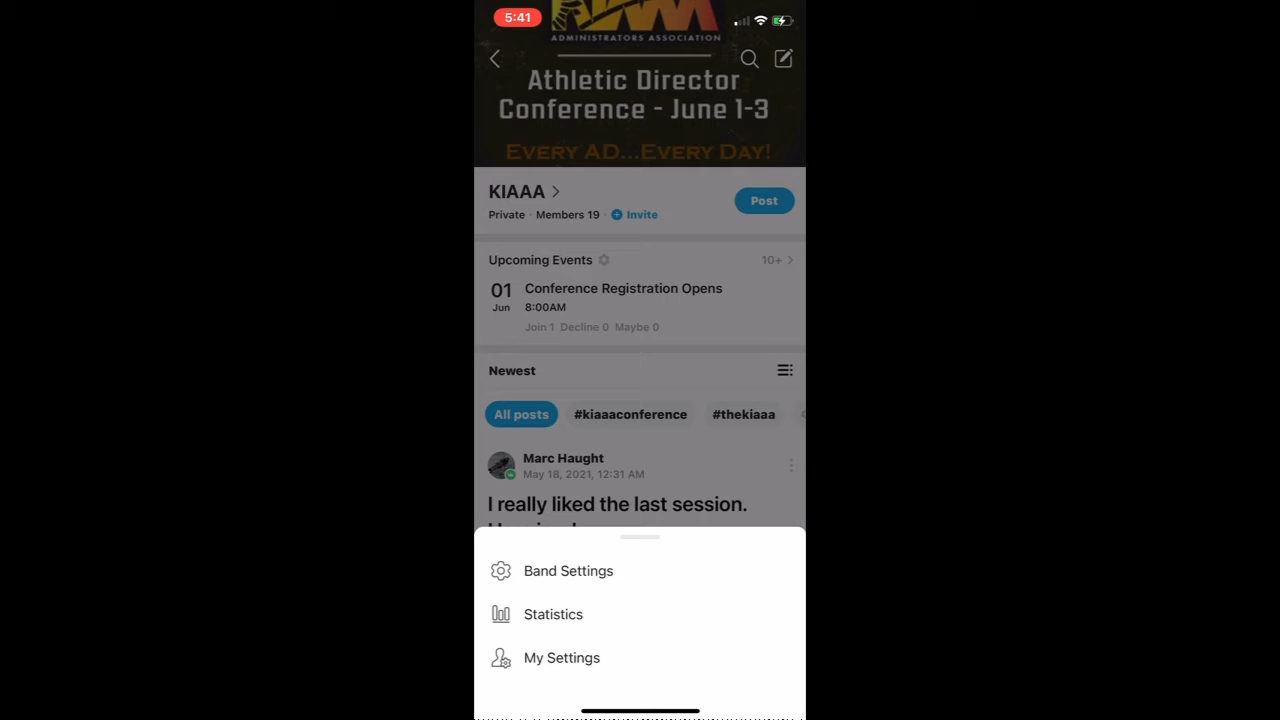 5:41
ADMINISTRATORS ASSOCIATION
Athletic Director
Conference - June 1-3
EVERY AD...EVERY DAY!
KIAAA
Post
Private · Members 19 · Invite
Upcoming Events
10+
01
Jun
Conference Registration Opens
8:00AM
Join 1 Decline 0 Maybe 0
Newest
All posts
#kiaaaconference
#thekiaaa
Marc Haught
May 18, 2021, 12:31 AM
I really liked the last session.
Band Settings
Statistics
My Settings